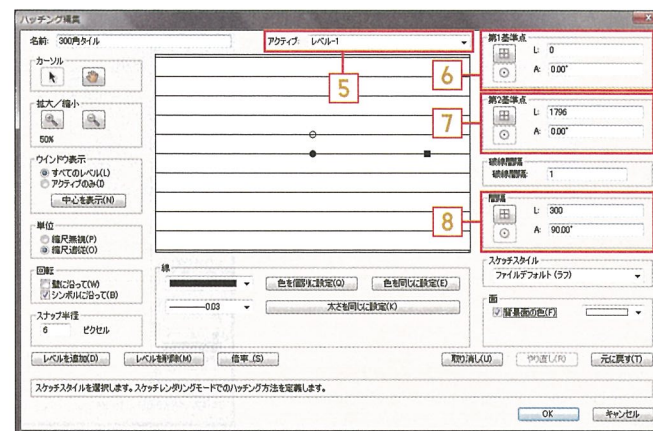 ハッチング編集
名前: 300角タイル
アクティブ: レベル-1
5
カーソル
拡大/縮小
50%
ウインドウ表示
すべてのレベル(L)
アクティブのみ(I)
中心を表示(N)
単位
縮尺無視(P)
縮尺追従(O)
回転
壁に沿って(W)
シンボルに沿って(B)
スナップ半径
6 ピクセル
線
色を個別に設定(Q)
色を同じに設定(E)
0.03
太さを同じに設定(K)
第1基準点
6
L: 0
A: 0.00°
第2基準点
7
L: 1796
A: 0.00°
破線間隔
破線間隔: 1
間隔
8
L: 300
A: 90.00°
スケッチスタイル
ファイルデフォルト (ラフ)
面
背景面の色(F)
レベルを追加(D)
レベルを削除(M)
倍率...(S)
取り消し(U)
やり直し(R)
元に戻す(T)
スケッチスタイルを選択します。スケッチレンダリングモードでのハッチング方法を定義します。
OK
キャンセル